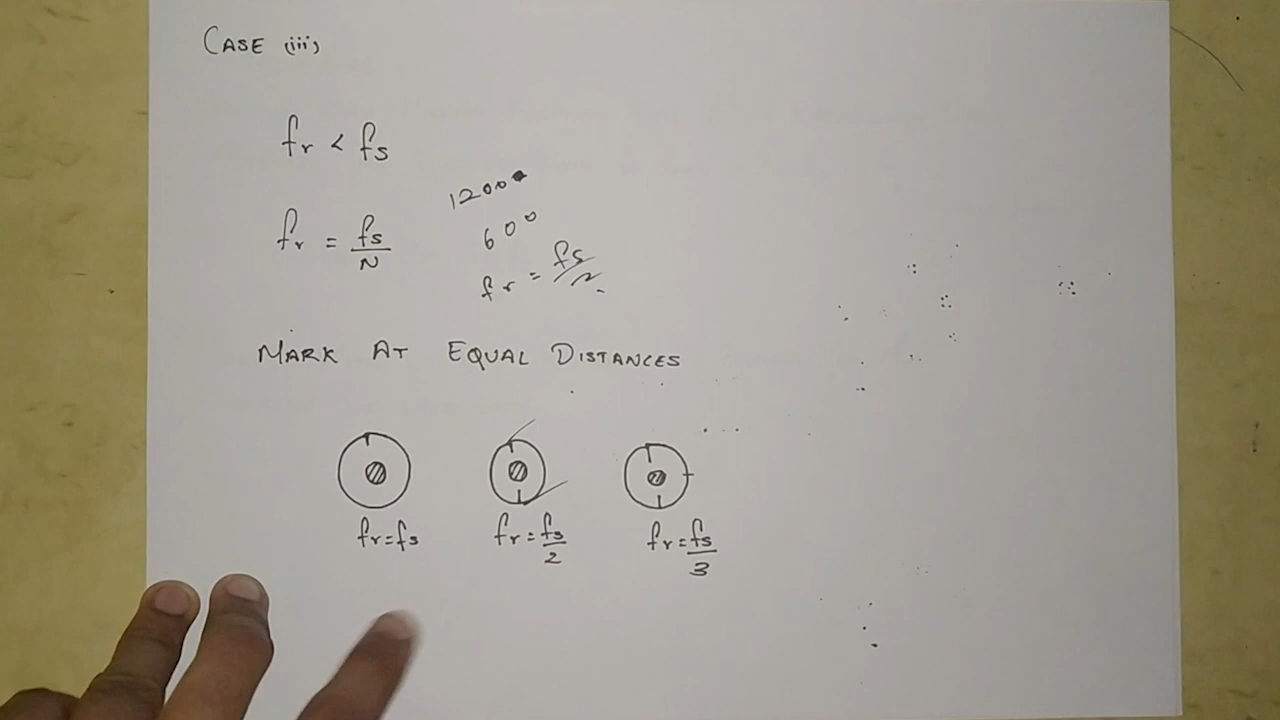 CASE (iii)
fr < fs
fr = fs/N
1200
600
fr = fs/2
MARK AT EQUAL DISTANCES
fr=fs
fr=fs/2
fr=fs/3